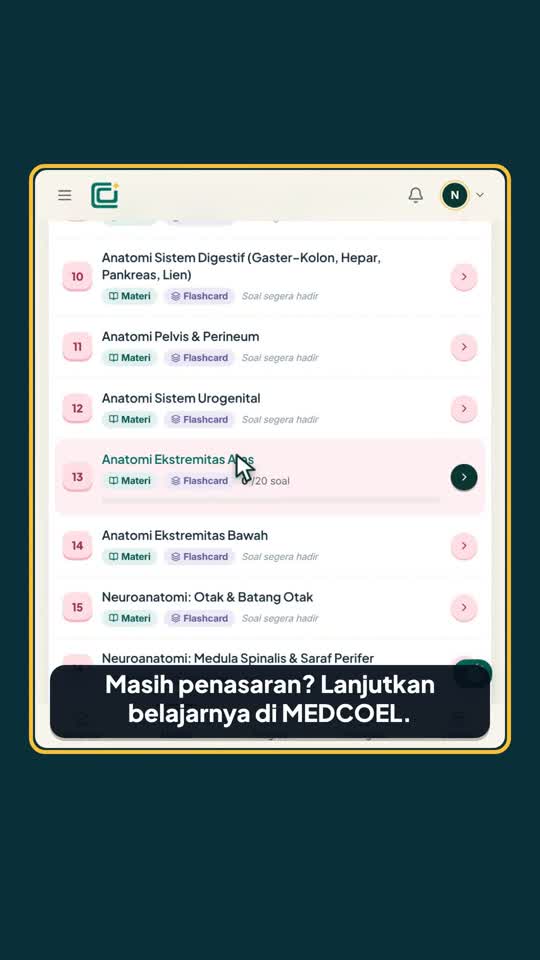 N
10
Anatomi Sistem Digestif (Gaster–Kolon, Hepar,
Pankreas, Lien)
Materi Flashcard Soal segera hadir
11
Anatomi Pelvis & Perineum
Materi Flashcard Soal segera hadir
12
Anatomi Sistem Urogenital
Materi Flashcard Soal segera hadir
13
Anatomi Ekstremitas
Materi Flashcard /20 soal
14
Anatomi Ekstremitas Bawah
Materi Flashcard Soal segera hadir
15
Neuroanatomi: Otak & Batang Otak
Materi Flashcard Soal segera hadir
Neuroanatomi: Medula Spinalis & Saraf Perifer
Masih penasaran? Lanjutkan
belajarnya di MEDCOEL.